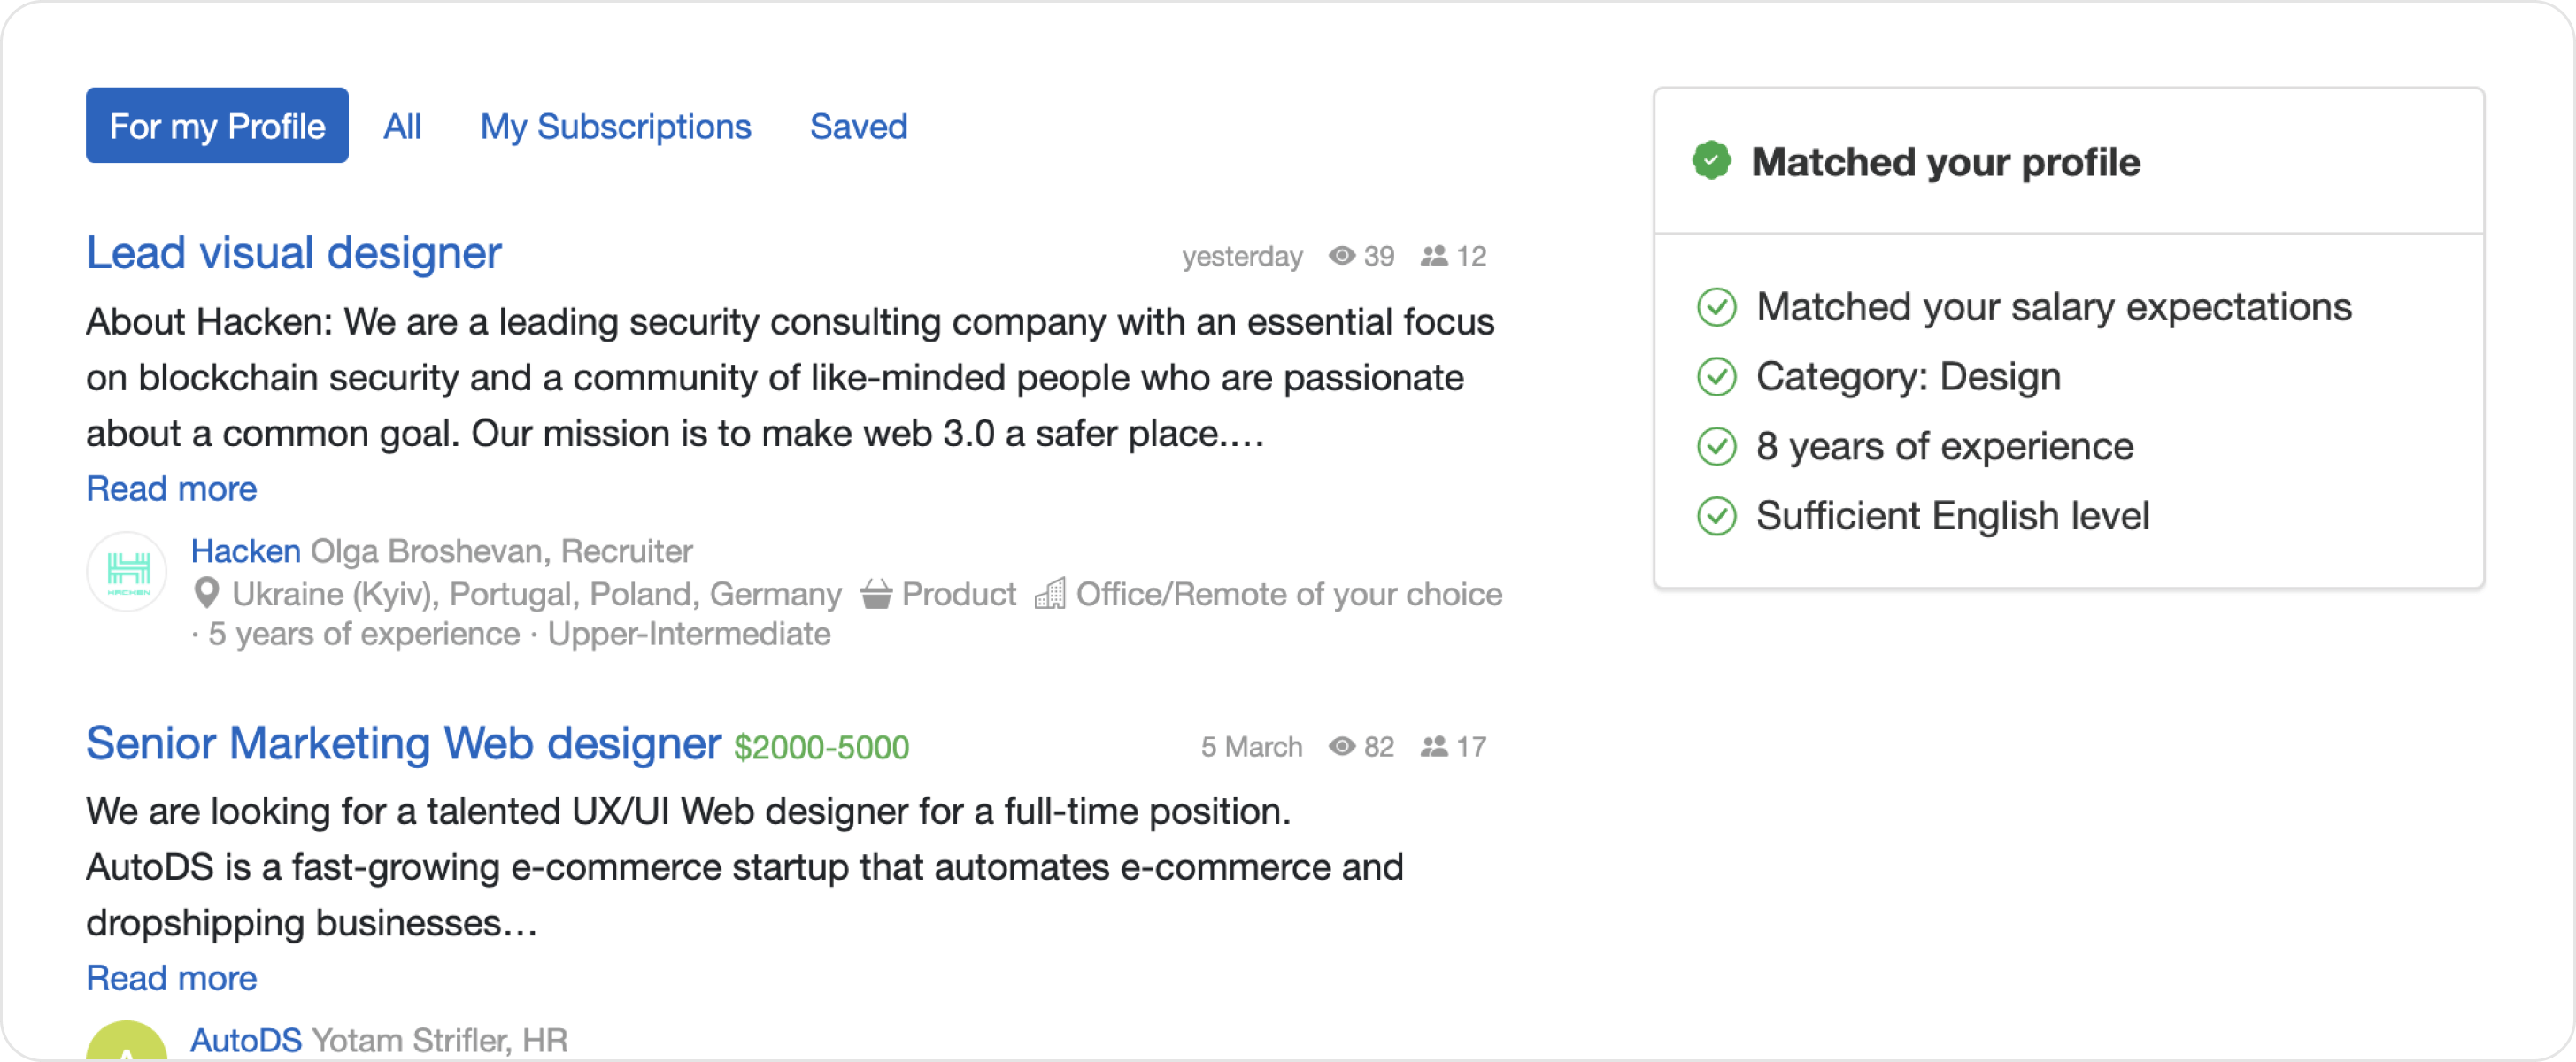 For my Profile All My Subscriptions Saved
Lead visual designer yesterday 39 12
About Hacken: We are a leading security consulting company with an essential focus
on blockchain security and a community of like-minded people who are passionate
about a common goal. Our mission is to make web 3.0 a safer place....
Read more
HACKEN
Hacken Olga Broshevan, Recruiter
Ukraine (Kyiv), Portugal, Poland, Germany Product Office/Remote of your choice
· 5 years of experience · Upper-Intermediate
Senior Marketing Web designer $2000-5000 5 March 82 17
We are looking for a talented UX/UI Web designer for a full-time position.
AutoDS is a fast-growing e-commerce startup that automates e-commerce and
dropshipping businesses…
Read more
A
AutoDS Yotam Strifler, HR
Matched your profile
Matched your salary expectations
Category: Design
8 years of experience
Sufficient English level